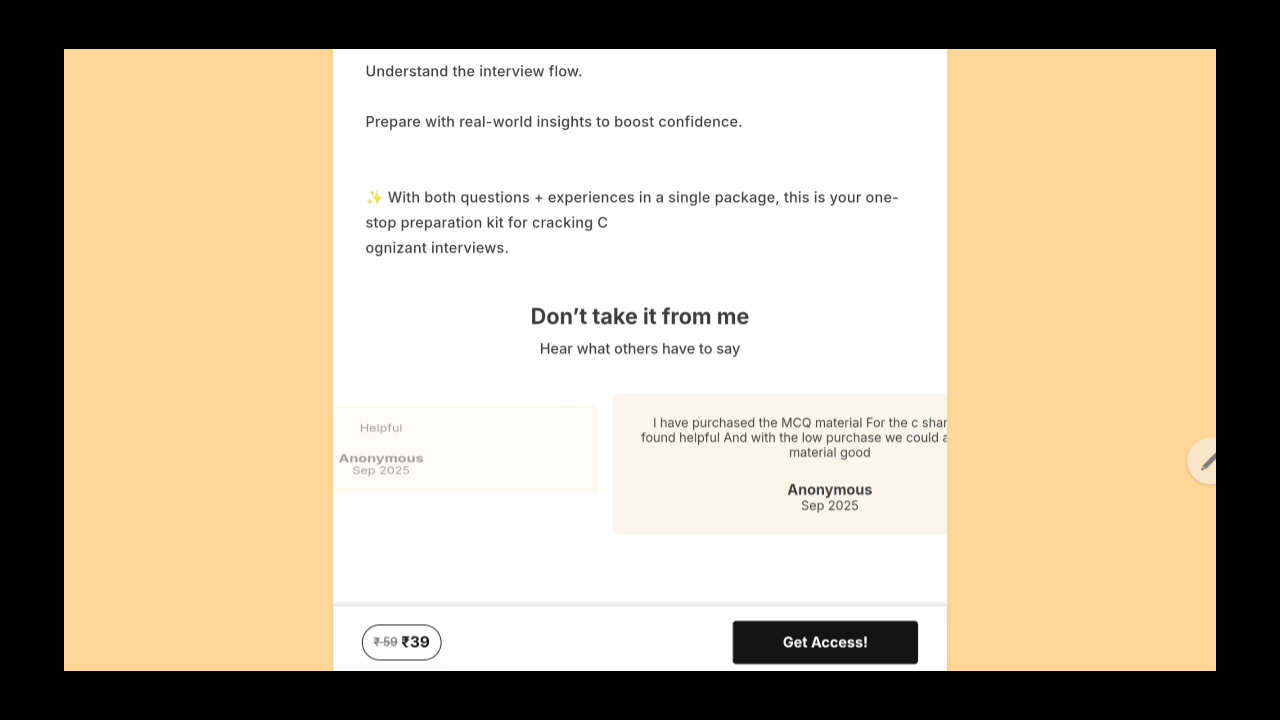 Understand the interview flow.
Prepare with real-world insights to boost confidence.
✨ With both questions + experiences in a single package, this is your one-
stop preparation kit for cracking C
ognizant interviews.
Don’t take it from me
Hear what others have to say
Helpful
Anonymous
Sep 2025
I have purchased the MCQ material For the c
found helpful And with the low purchase we could
material good
Anonymous
Sep 2025
₹ 59 ₹39
Get Access!